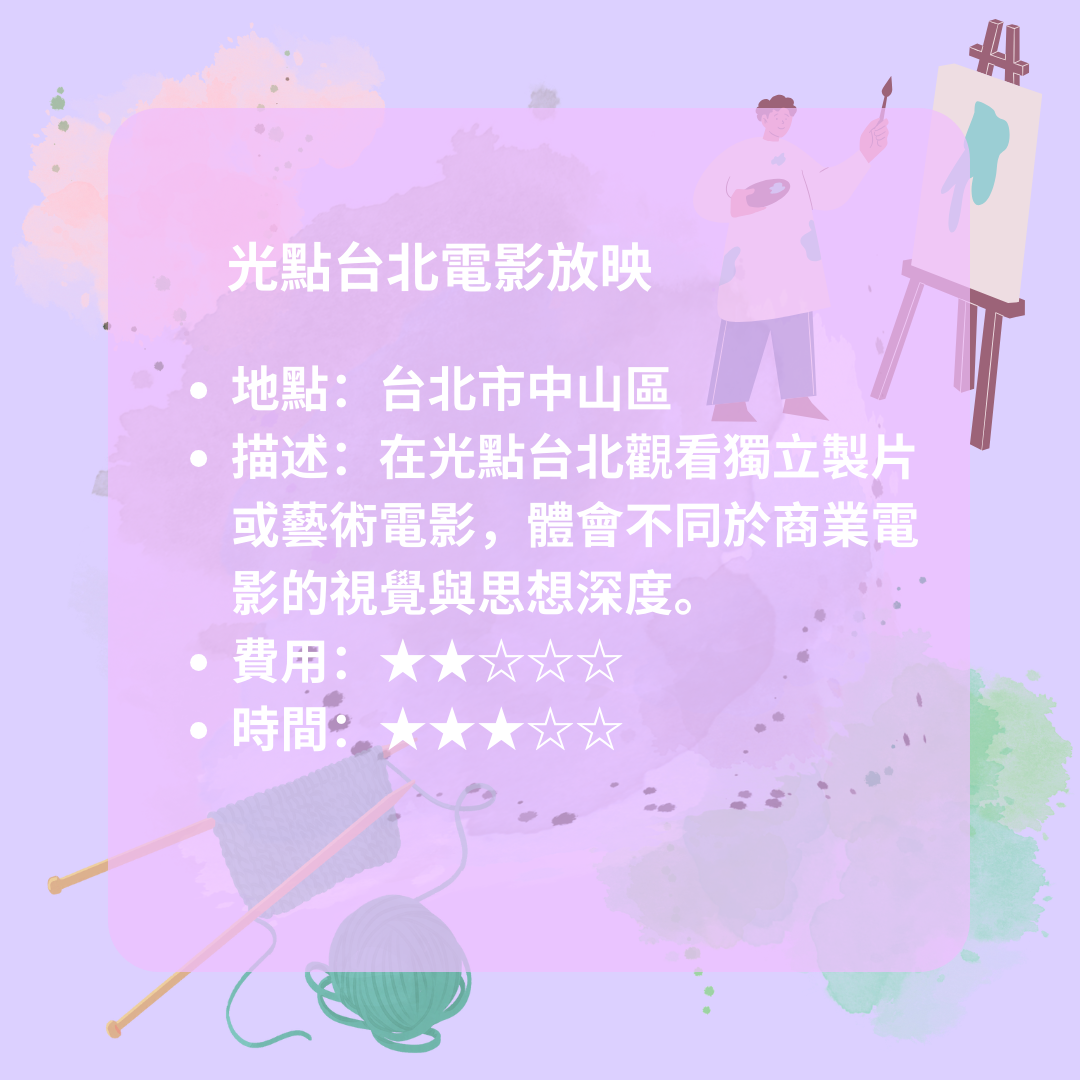 光點台北電影放映
• 地點：台北市中山區
• 描述：在光點台北觀看獨立製片
或藝術電影，體會不同於商業電
影的視覺與思想深度。
• 費用：★★☆☆☆
• 時間：★★★☆☆